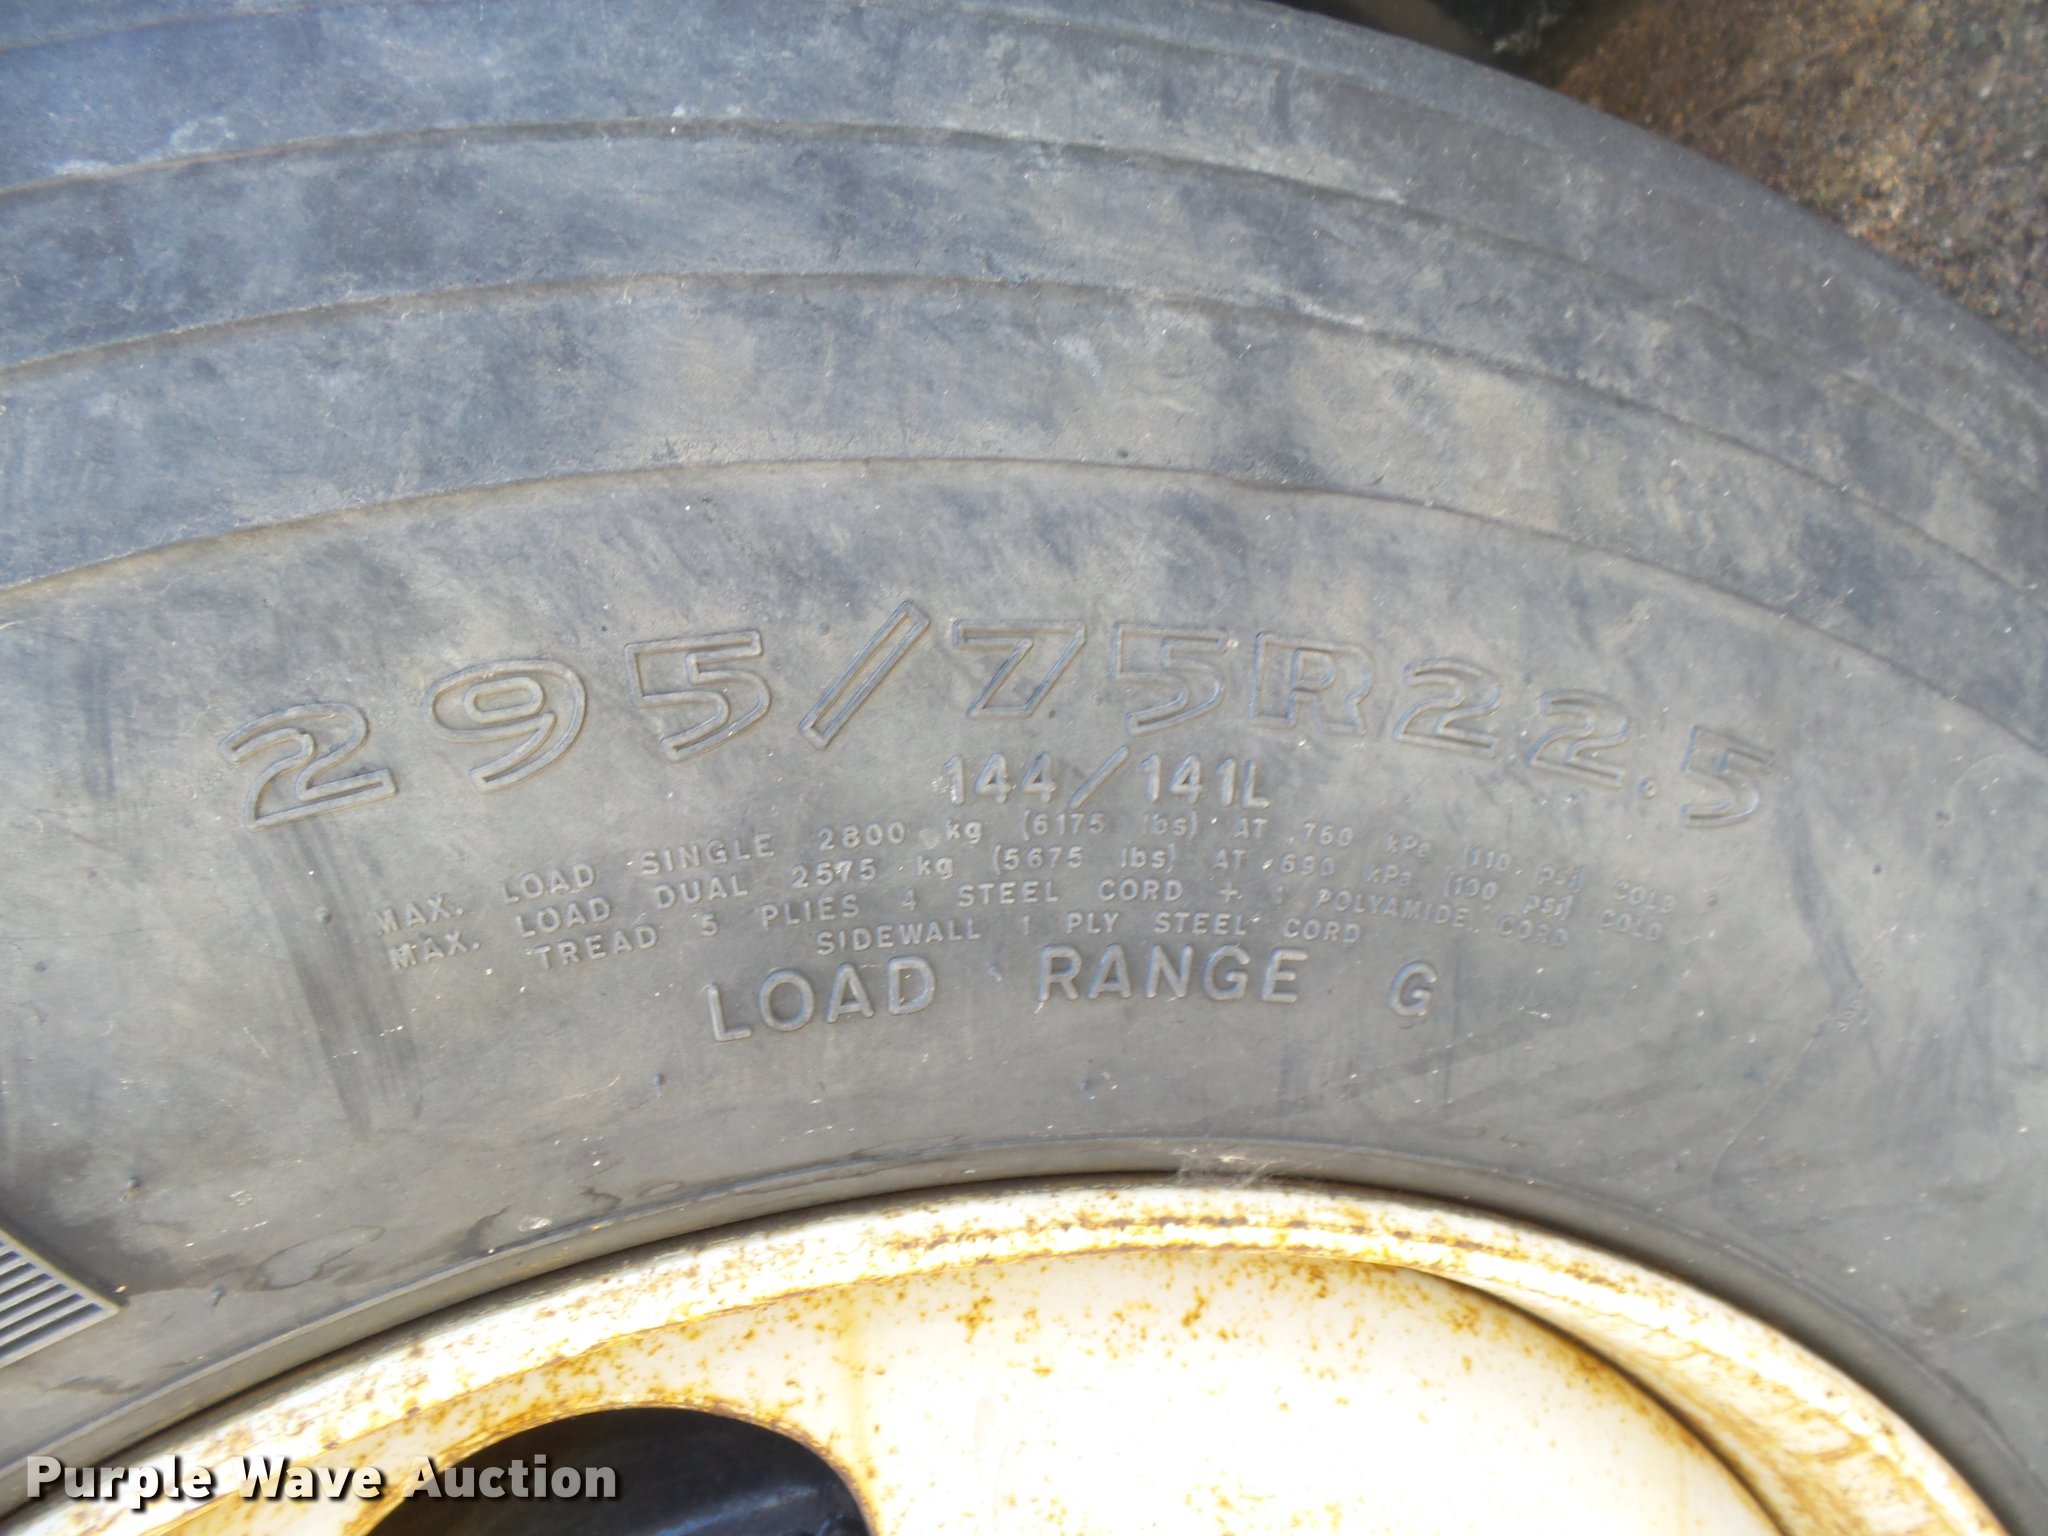 295/75R22.5
144/141L
MAX. LOAD SINGLE 2800 kg (6175 lbs) AT 760 kPa (110 psi) COLD
MAX. LOAD DUAL 2575 kg (5675 lbs) AT 690 kPa (100 psi) COLD
TREAD 5 PLIES 4 STEEL CORD + 1 POLYAMIDE CORD
SIDEWALL 1 PLY STEEL CORD
LOAD RANGE G
Purple Wave Auction